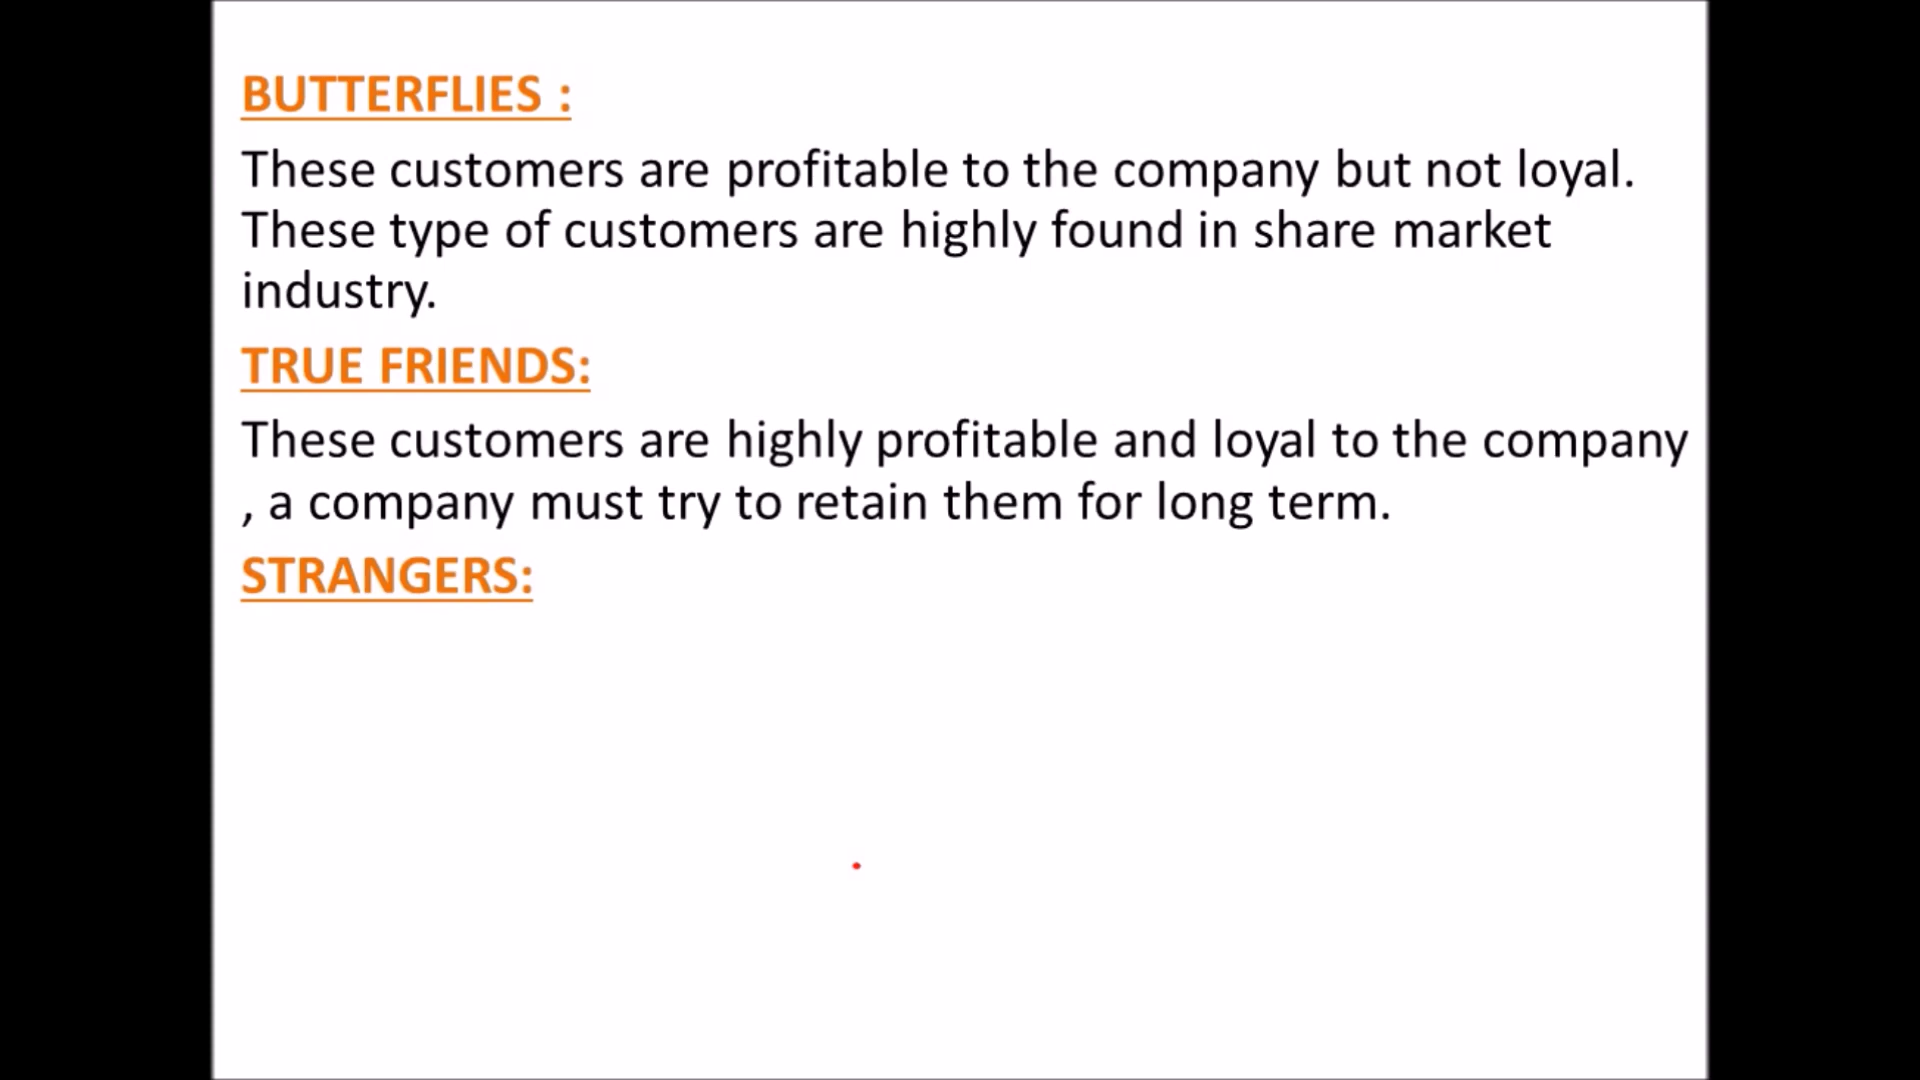 BUTTERFLIES :
These customers are profitable to the company but not loyal.
These type of customers are highly found in share market
industry.
TRUE FRIENDS:
These customers are highly profitable and loyal to the company
, a company must try to retain them for long term.
STRANGERS: